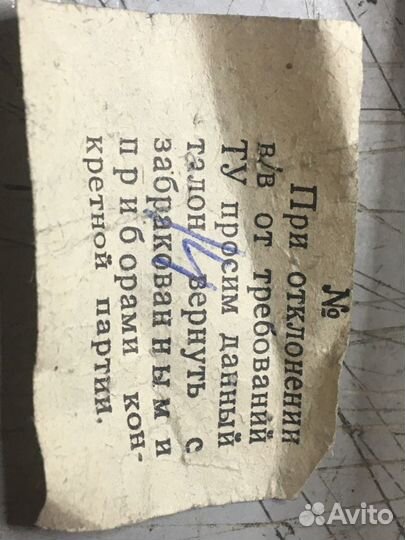 №
При отклонении
в/в от требований
ТУ просим данный
талон вернуть с
забракованными
приборами кон-
кретной партии.
Avito